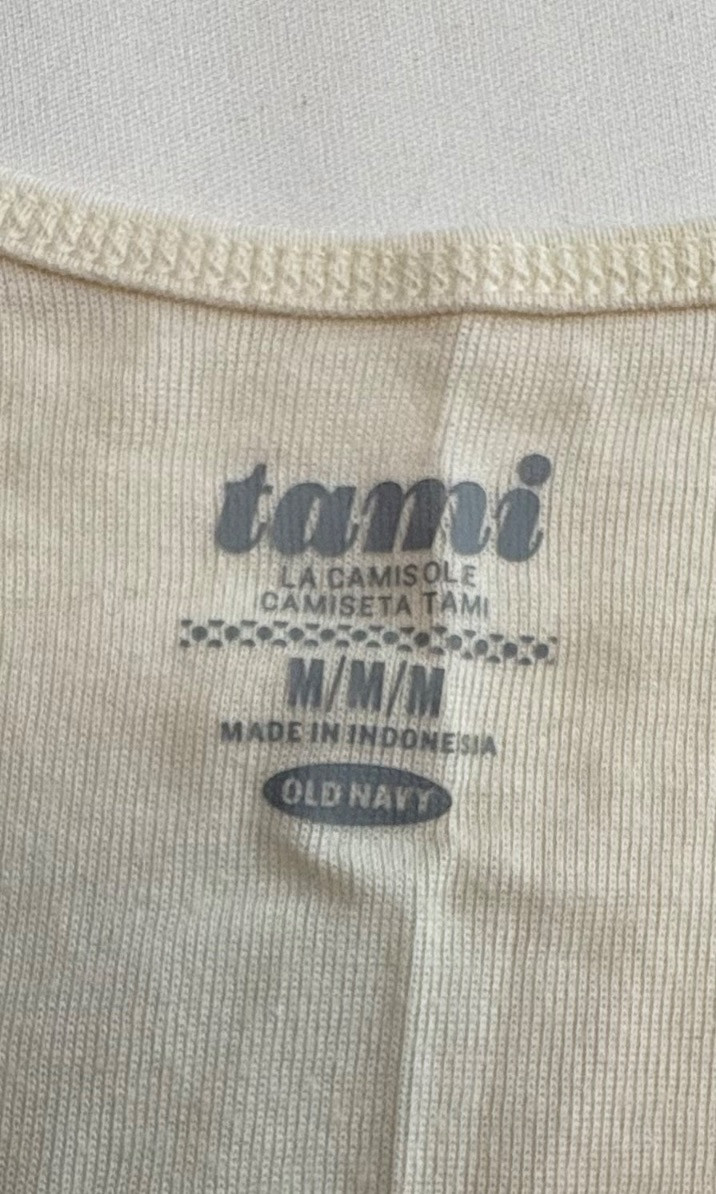 tami
LA CAMISOLE
CAMISETA TAMI
M/M/M
MADE IN INDONESIA
OLD NAVY